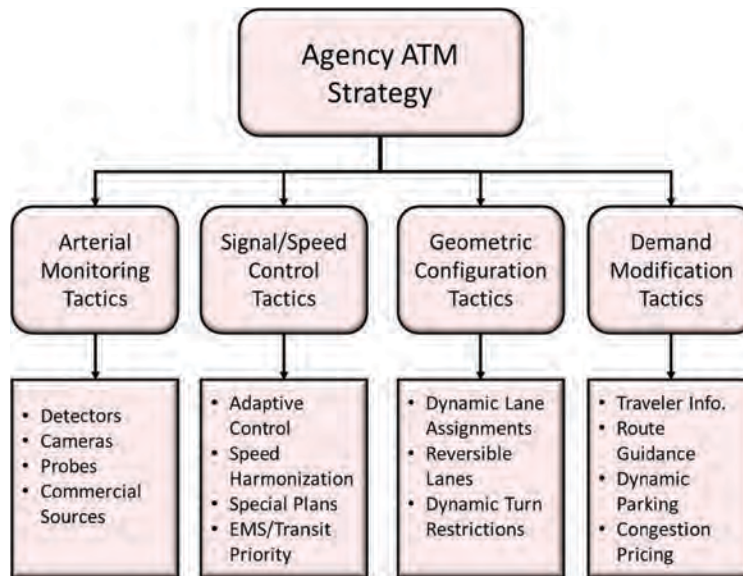 Agency ATM
Strategy
Arterial
Monitoring
Tactics
Signal/Speed
Control
Tactics
Geometric
Configuration
Tactics
Demand
Modification
Tactics
• Detectors
• Cameras
• Probes
• Commercial
Sources
• Adaptive
Control
• Speed
Harmonization
• Special Plans
• EMS/Transit
Priority
• Dynamic Lane
Assignments
• Reversible
Lanes
• Dynamic Turn
Restrictions
• Traveler Info.
• Route
Guidance
• Dynamic
Parking
• Congestion
Pricing